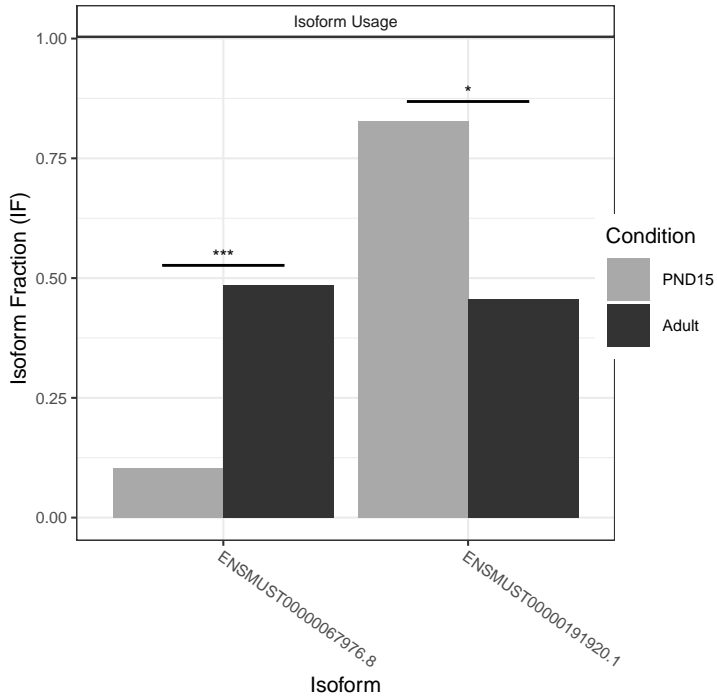 Isoform Usage
1.00
0.75
0.50
0.25
0.00
Isoform Fraction (IF)
***
*
ENSMUST00000067976.8
ENSMUST00000191920.1
Isoform
Condition
PND15
Adult